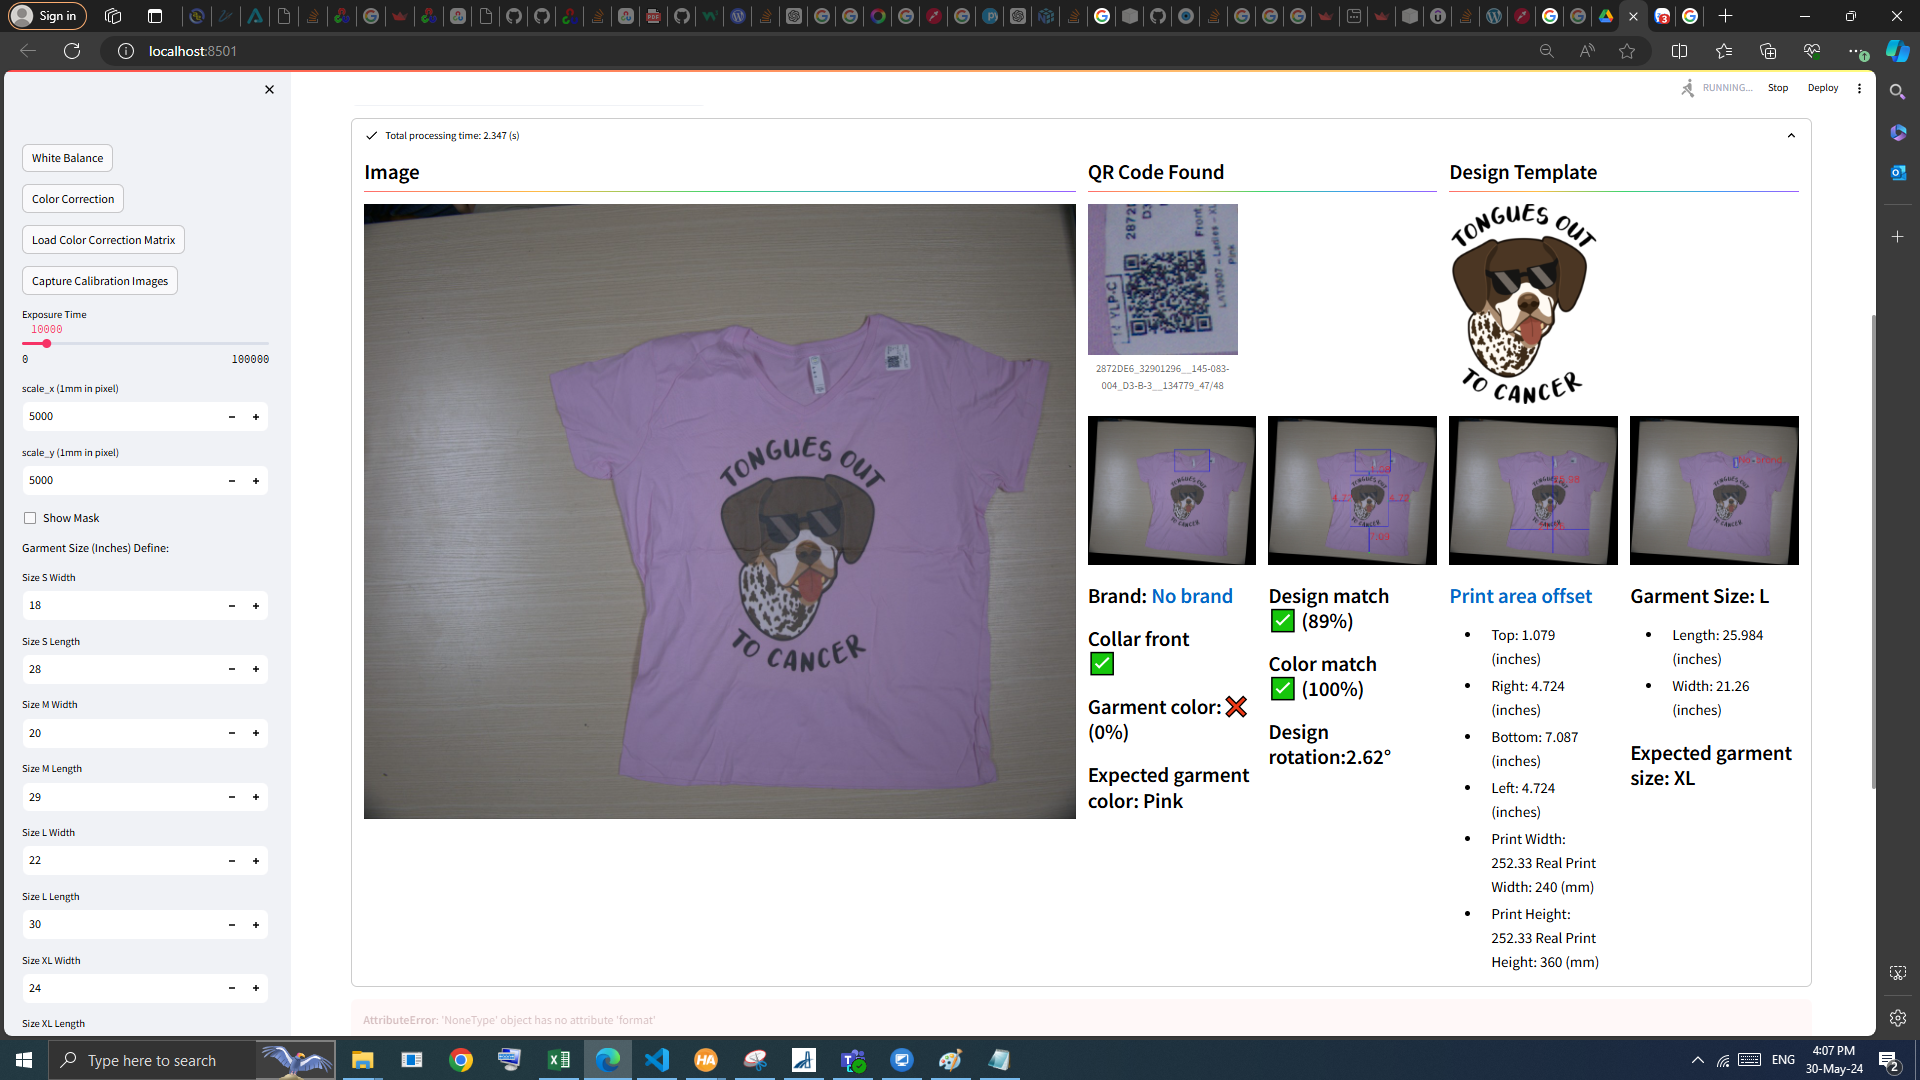 Sign in
localhost:8501
RUNNING...
Stop
Deploy
White Balance
Color Correction
Load Color Correction Matrix
Capture Calibration Images
Exposure Time
10000
0
100000
scale_x (1mm in pixel)
5000
scale_y (1mm in pixel)
5000
Show Mask
Garment Size (Inches) Define:
Size S Width
18
Size S Length
28
Size M Width
20
Size M Length
29
Size L Width
22
Size L Length
30
Size XL Width
24
Size XL Length
Total processing time: 2.347 (s)
Image
TONGUES OUT
TO CANCER
QR Code Found
2872DE6_32901296__145-083-
004_D3-B-3__134779_47/48
Design Template
TONGUES OUT
TO CANCER
Brand: No brand
Collar front
Garment color:
(0%)
Expected garment
color: Pink
Design match
(89%)
Color match
(100%)
Design
rotation:2.62°
Print area offset
Top: 1.079
(inches)
Right: 4.724
(inches)
Bottom: 7.087
(inches)
Left: 4.724
(inches)
Print Width:
252.33 Real Print
Width: 240 (mm)
Print Height:
252.33 Real Print
Height: 360 (mm)
Garment Size: L
Length: 25.984
(inches)
Width: 21.26
(inches)
Expected garment
size: XL
AttributeError: 'NoneType' object has no attribute 'format'
Type here to search
ENG
4:07 PM
30-May-24
2